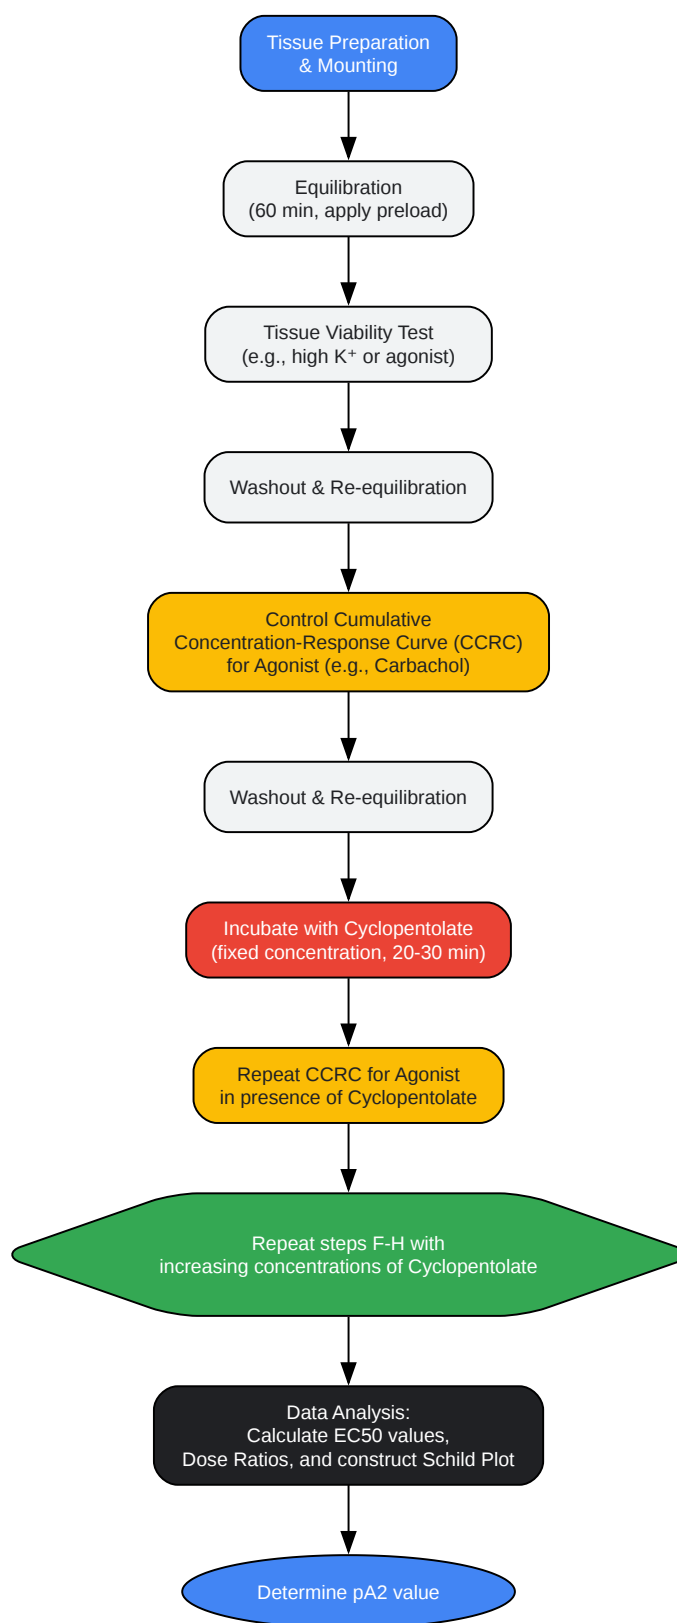 Tissue Preparation
& Mounting
Equilibration
(60 min, apply preload)
Tissue Viability Test
(e.g., high K⁺ or agonist)
Washout & Re-equilibration
Control Cumulative
Concentration-Response Curve (CCRC)
for Agonist (e.g., Carbachol)
Washout & Re-equilibration
Incubate with Cyclopentolate
(fixed concentration, 20-30 min)
Repeat CCRC for Agonist
in presence of Cyclopentolate
Repeat steps F-H with
increasing concentrations of Cyclopentolate
Data Analysis:
Calculate EC50 values,
Dose Ratios, and construct Schild Plot
Determine pA2 value